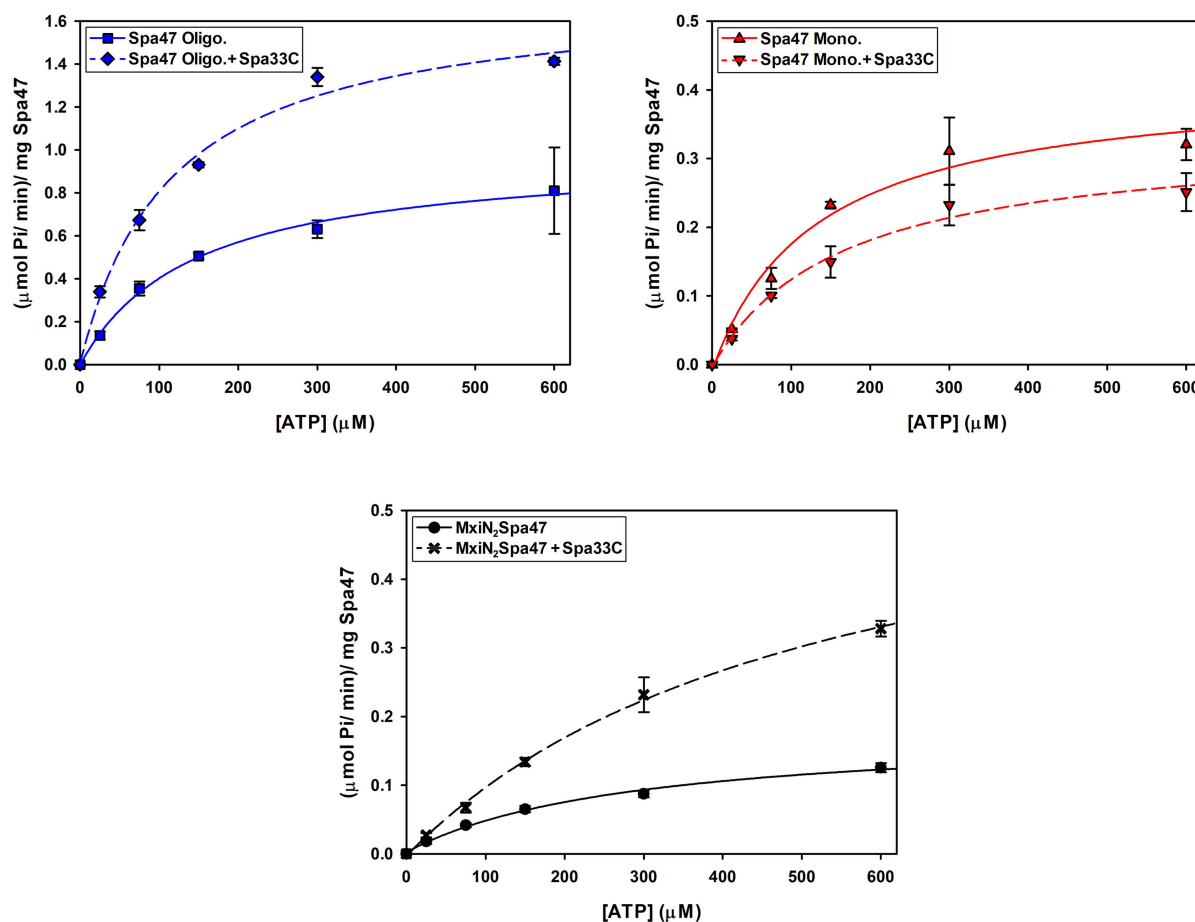 (μmol Pi/ min)/ mg Spa47
1.6
1.4
1.2
1.0
0.8
0.6
0.4
0.2
0.0
Spa47 Oligo.
Spa47 Oligo.+Spa33C
0 100 200 300 400 500 600
[ATP] (μM)
(μmol Pi/ min)/ mg Spa47
0.5
0.4
0.3
0.2
0.1
0.0
Spa47 Mono.
Spa47 Mono.+Spa33C
0 100 200 300 400 500 600
[ATP] (μM)
(μmol Pi/ min)/ mg Spa47
0.5
0.4
0.3
0.2
0.1
0.0
MxiN₂Spa47
MxiN₂Spa47 +Spa33C
0 100 200 300 400 500 600
[ATP] (μM)